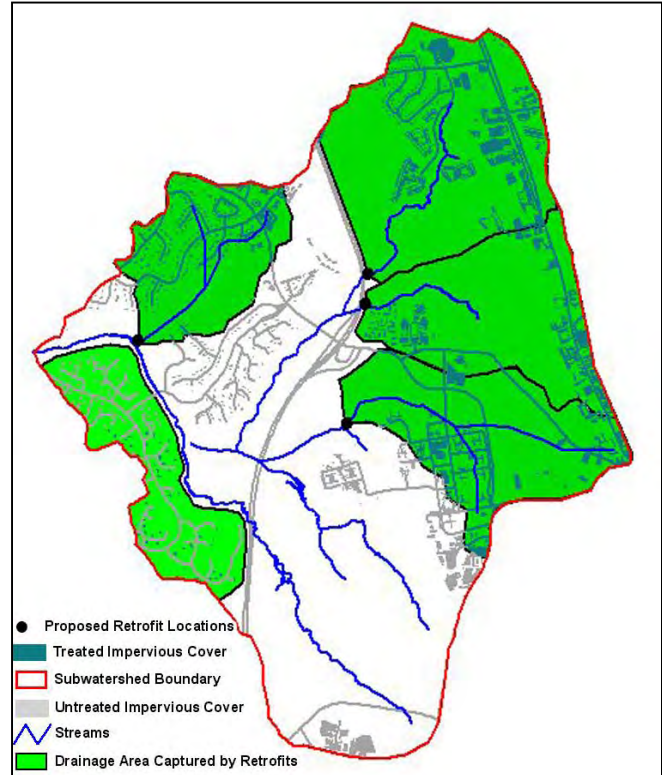 Proposed Retrofit Locations
Treated Impervious Cover
Subwatershed Boundary
Untreated Impervious Cover
Streams
Drainage Area Captured by Retrofits